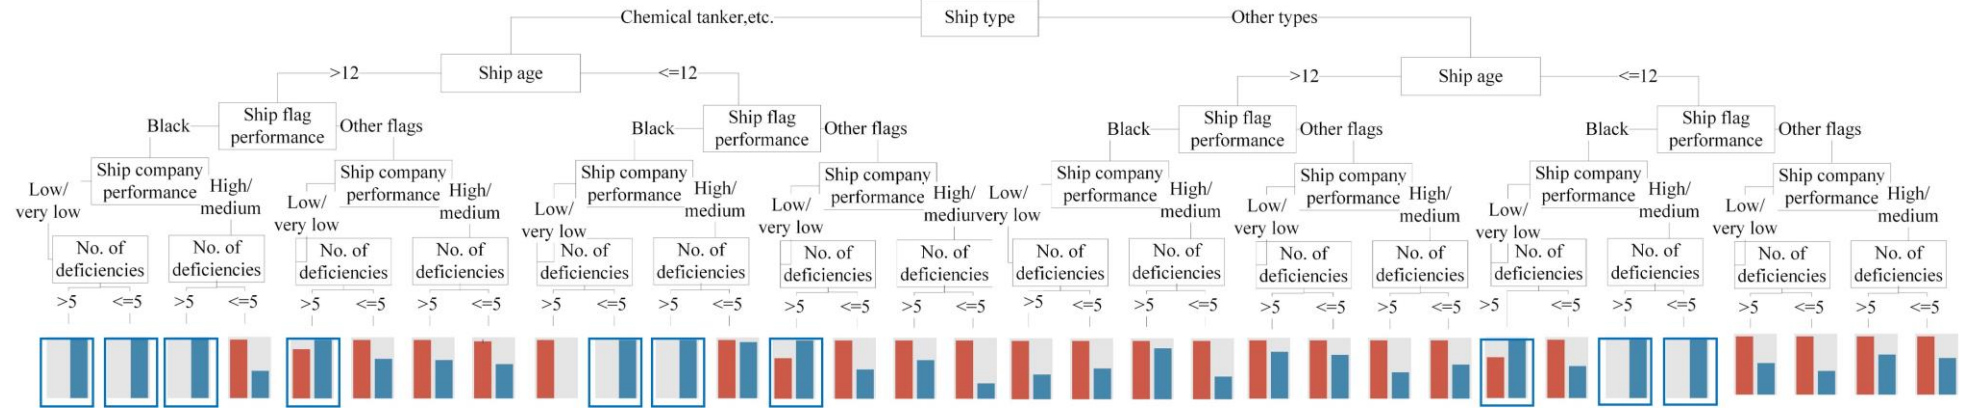 Chemical tanker,etc.
Ship type
Other types
>12
Ship age
<=12
>12
Ship age
<=12
Black
Ship flag
performance
Other flags
Black
Ship flag
performance
Other flags
Black
Ship flag
performance
Other flags
Black
Ship flag
performance
Other flags
Low/
very low
Ship company
performance
High/
medium
Low/
very low
Ship company
performance
High/
medium
Low/
very low
Ship company
performance
High/
medium
Low/
very low
Ship company
performance
High/
medium
Low/
very low
Ship company
performance
High/
medium
Low/
very low
Ship company
performance
High/
medium
Low/
very low
Ship company
performance
High/
medium
Low/
very low
Ship company
performance
High/
medium
No. of
deficiencies
No. of
deficiencies
No. of
deficiencies
No. of
deficiencies
No. of
deficiencies
No. of
deficiencies
No. of
deficiencies
No. of
deficiencies
No. of
deficiencies
No. of
deficiencies
No. of
deficiencies
No. of
deficiencies
No. of
deficiencies
No. of
deficiencies
No. of
deficiencies
No. of
deficiencies
>5 <=5 >5 <=5 >5 <=5 >5 <=5 >5 <=5 >5 <=5 >5 <=5 >5 <=5 >5 <=5 >5 <=5 >5 <=5 >5 <=5 >5 <=5 >5 <=5 >5 <=5 >5 <=5